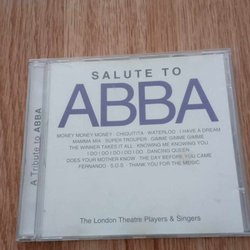 SALUTE TO
ABBA
MONEY MONEY MONEY · CHIQUITITA · WATERLOO · I HAVE A DREAM
MAMMA MIA · SUPER TROUPER · GIMME GIMME GIMME
THE WINNER TAKES IT ALL · KNOWING ME KNOWING YOU
I DO I DO I DO I DO I DO · DANCING QUEEN
DOES YOUR MOTHER KNOW · THE DAY BEFORE YOU CAME
FERNANDO · S.O.S · THANK YOU FOR THE MUSIC
The London Theatre Players & Singers
A Tribute to ABBA